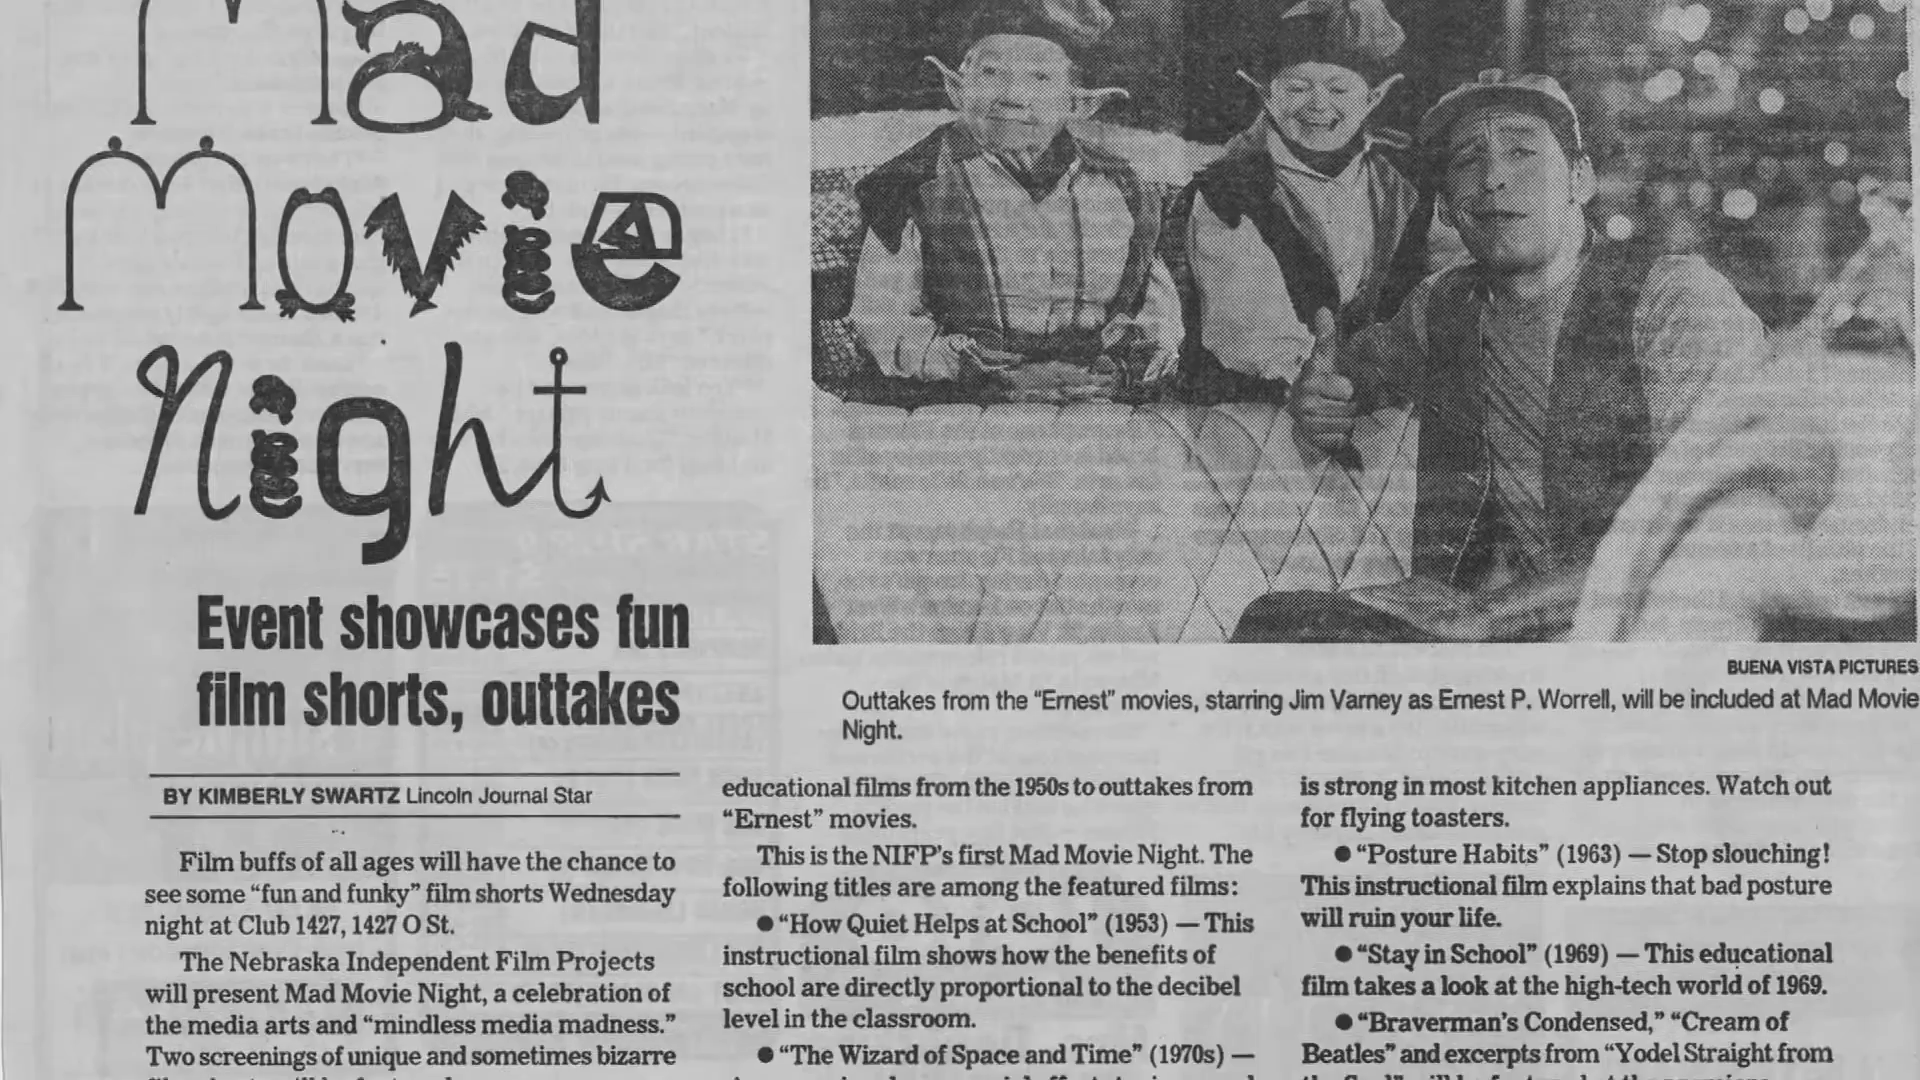 Mad
Movie
Night
Event showcases fun
film shorts, outtakes
BUENA VISTA PICTURES
Outtakes from the “Ernest” movies, starring Jim Varney as Ernest P. Worrell, will be included at Mad Movie
Night.
BY KIMBERLY SWARTZ Lincoln Journal Star
Film buffs of all ages will have the chance to
see some “fun and funky” film shorts Wednesday
night at Club 1427, 1427 O St.
The Nebraska Independent Film Projects
will present Mad Movie Night, a celebration of
the media arts and “mindless media madness.”
Two screenings of unique and sometimes bizarre
educational films from the 1950s to outtakes from
“Ernest” movies.
This is the NIFP’s first Mad Movie Night. The
following titles are among the featured films:
● “How Quiet Helps at School” (1953) — This
instructional film shows how the benefits of
school are directly proportional to the decibel
level in the classroom.
● “The Wizard of Space and Time” (1970s) —
is strong in most kitchen appliances. Watch out
for flying toasters.
● “Posture Habits” (1963) — Stop slouching!
This instructional film explains that bad posture
will ruin your life.
● “Stay in School” (1969) — This educational
film takes a look at the high-tech world of 1969.
● “Braverman’s Condensed,” “Cream of
Beatles” and excerpts from “Yodel Straight from